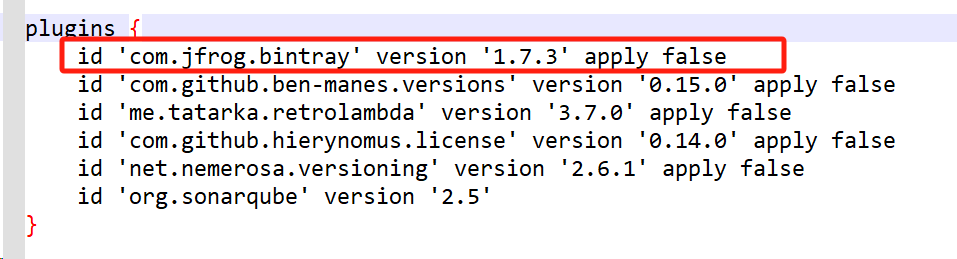 plugins {
    id 'com.jfrog.bintray' version '1.7.3' apply false
    id 'com.github.ben-manes.versions' version '0.15.0' apply false
    id 'me.tatarka.retrolambda' version '3.7.0' apply false
    id 'com.github.hierynomus.license' version '0.14.0' apply false
    id 'net.nemerosa.versioning' version '2.6.1' apply false
    id 'org.sonarqube' version '2.5'
}